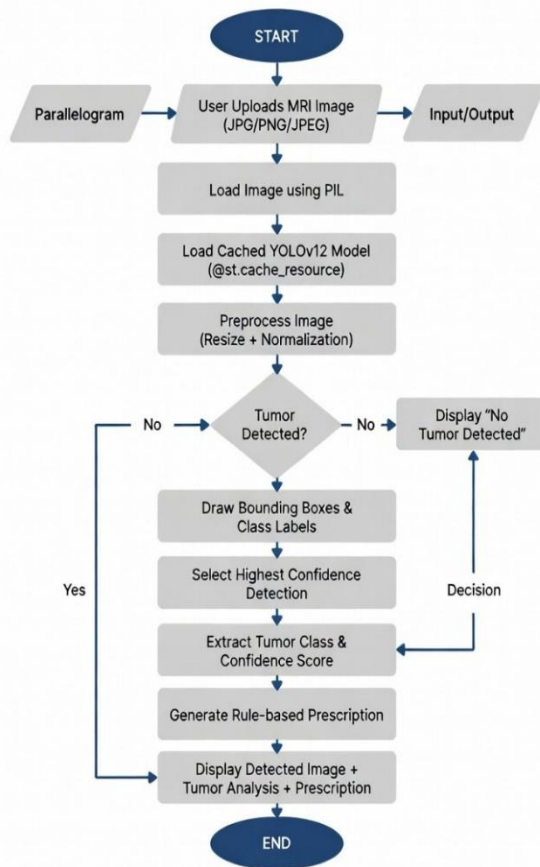 START
Parallelogram
User Uploads MRI Image
(JPG/PNG/JPEG)
Input/Output
Load Image using PIL
Load Cached YOLOv12 Model
(@st.cache_resource)
Preprocess Image
(Resize + Normalization)
No
Tumor
Detected?
No
Display "No
Tumor Detected"
Draw Bounding Boxes &
Class Labels
Select Highest Confidence
Detection
Yes
Decision
Extract Tumor Class &
Confidence Score
Generate Rule-based Prescription
Display Detected Image +
Tumor Analysis + Prescription
END